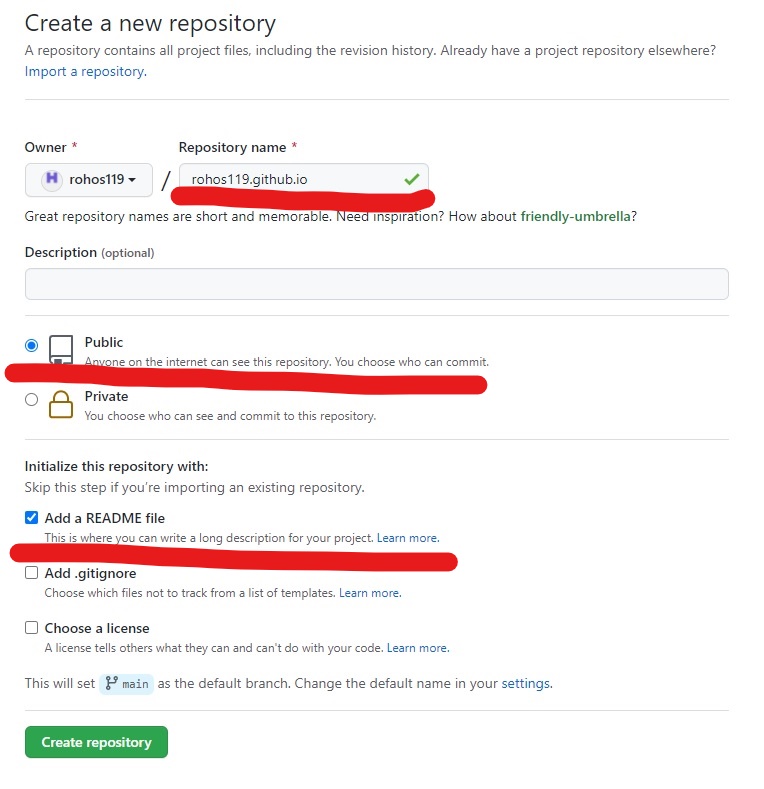 Create a new repository
A repository contains all project files, including the revision history. Already have a project repository elsewhere?
Import a repository.
Owner * Repository name *
H rohos119 / rohos119.github.io
Great repository names are short and memorable. Need inspiration? How about friendly-umbrella?
Description (optional)
Public
Anyone on the internet can see this repository. You choose who can commit.
Private
You choose who can see and commit to this repository.
Initialize this repository with:
Skip this step if you're importing an existing repository.
Add a README file
This is where you can write a long description for your project. Learn more.
Add .gitignore
Choose which files not to track from a list of templates. Learn more.
Choose a license
A license tells others what they can and can't do with your code. Learn more.
This will set main as the default branch. Change the default name in your settings.
Create repository